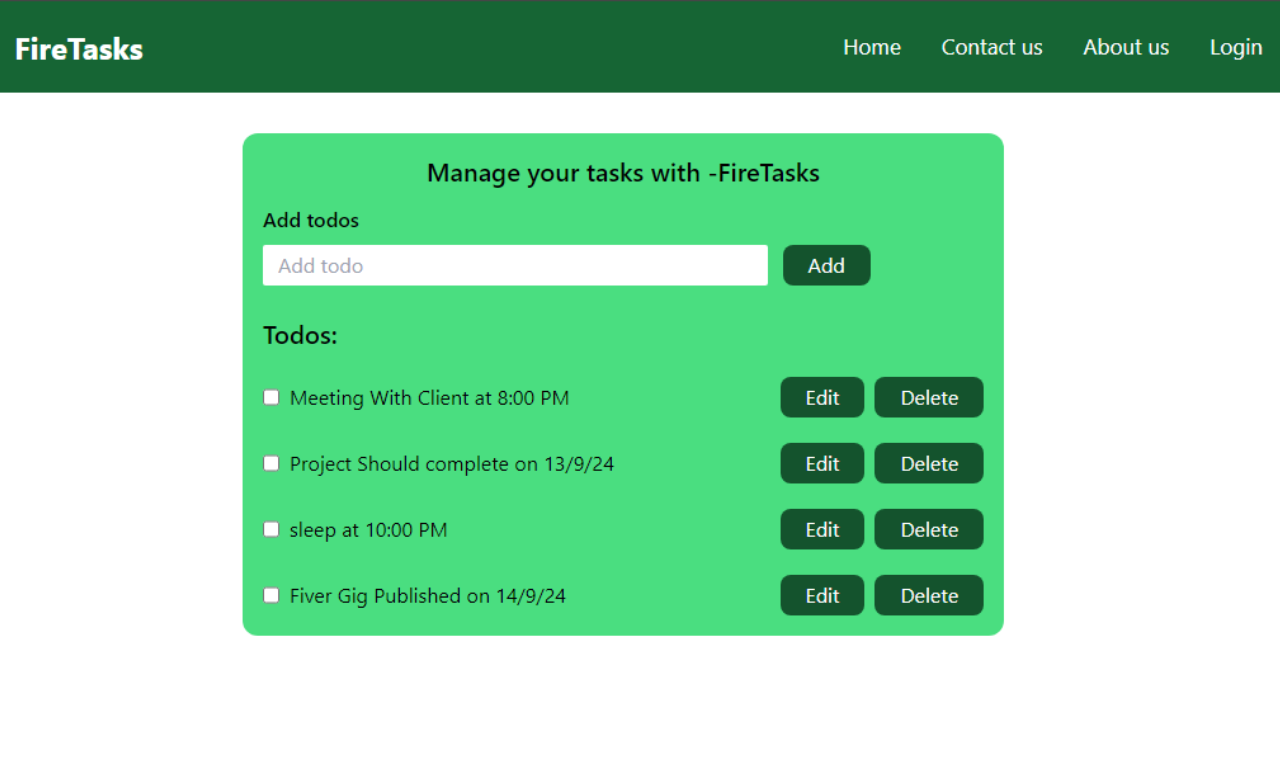 FireTasks
Home Contact us About us Login
Manage your tasks with -FireTasks
Add todos
Add todo Add
Todos:
Meeting With Client at 8:00 PM Edit Delete
Project Should complete on 13/9/24 Edit Delete
sleep at 10:00 PM Edit Delete
Fiver Gig Published on 14/9/24 Edit Delete